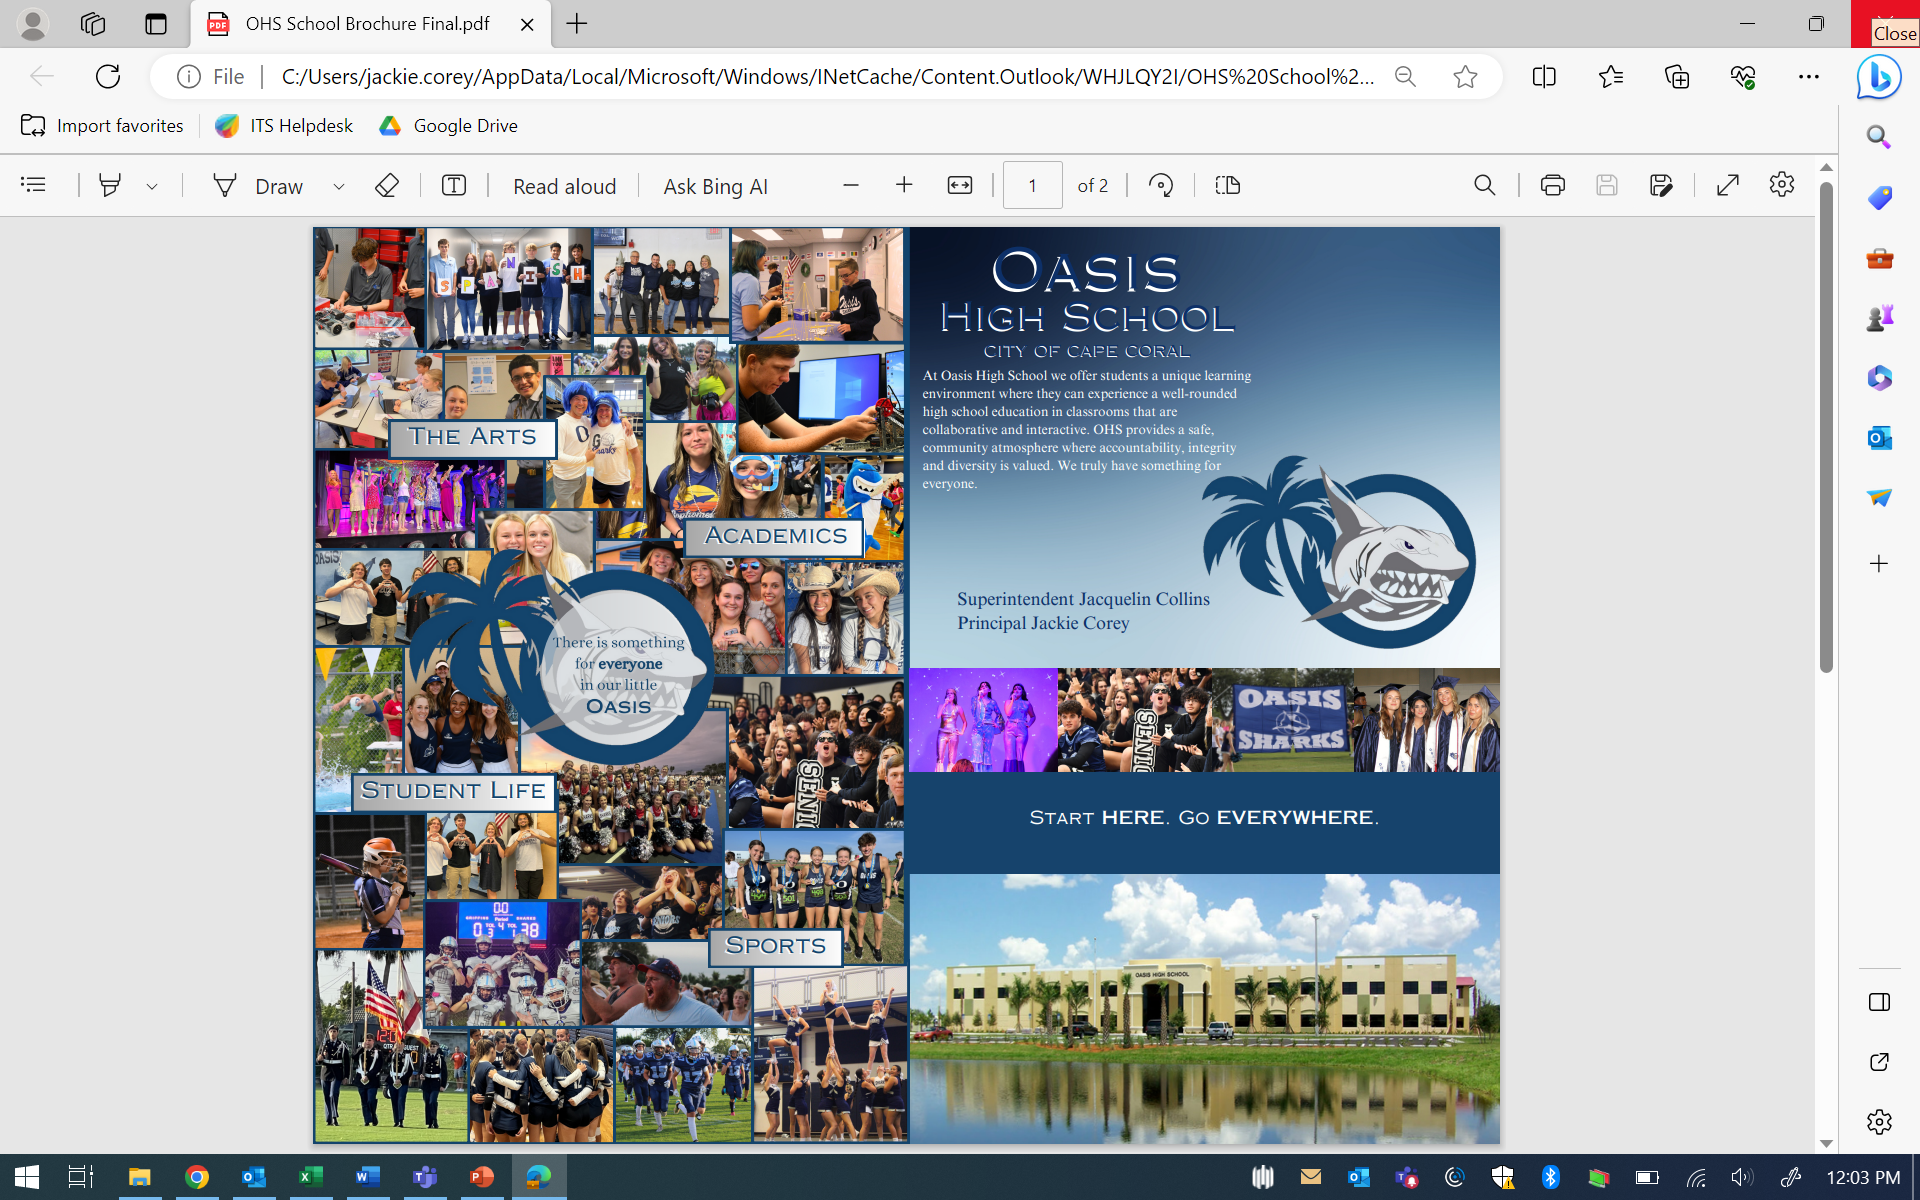 OHS School Brochure Final.pdf
Close
File
C:/Users/jackie.corey/AppData/Local/Microsoft/Windows/INetCache/Content.Outlook/WHJLQY2I/OHS%20School%2...
Import favorites
ITS Helpdesk
Google Drive
Draw
Read aloud
Ask Bing AI
1
of 2
SPANISH
THE ARTS
ACADEMICS
There is something
for everyone
in our little
OASIS
STUDENT LIFE
SENI
SPORTS
OASIS
HIGH SCHOOL
CITY OF CAPE CORAL
At Oasis High School we offer students a unique learning
environment where they can experience a well-rounded
high school education in classrooms that are
collaborative and interactive. OHS provides a safe,
community atmosphere where accountability, integrity
and diversity is valued. We truly have something for
everyone.
Superintendent Jacquelin Collins
Principal Jackie Corey
SENI
OASIS
SHARKS
START HERE. GO EVERYWHERE.
OASIS HIGH SCHOOL
12:03 PM